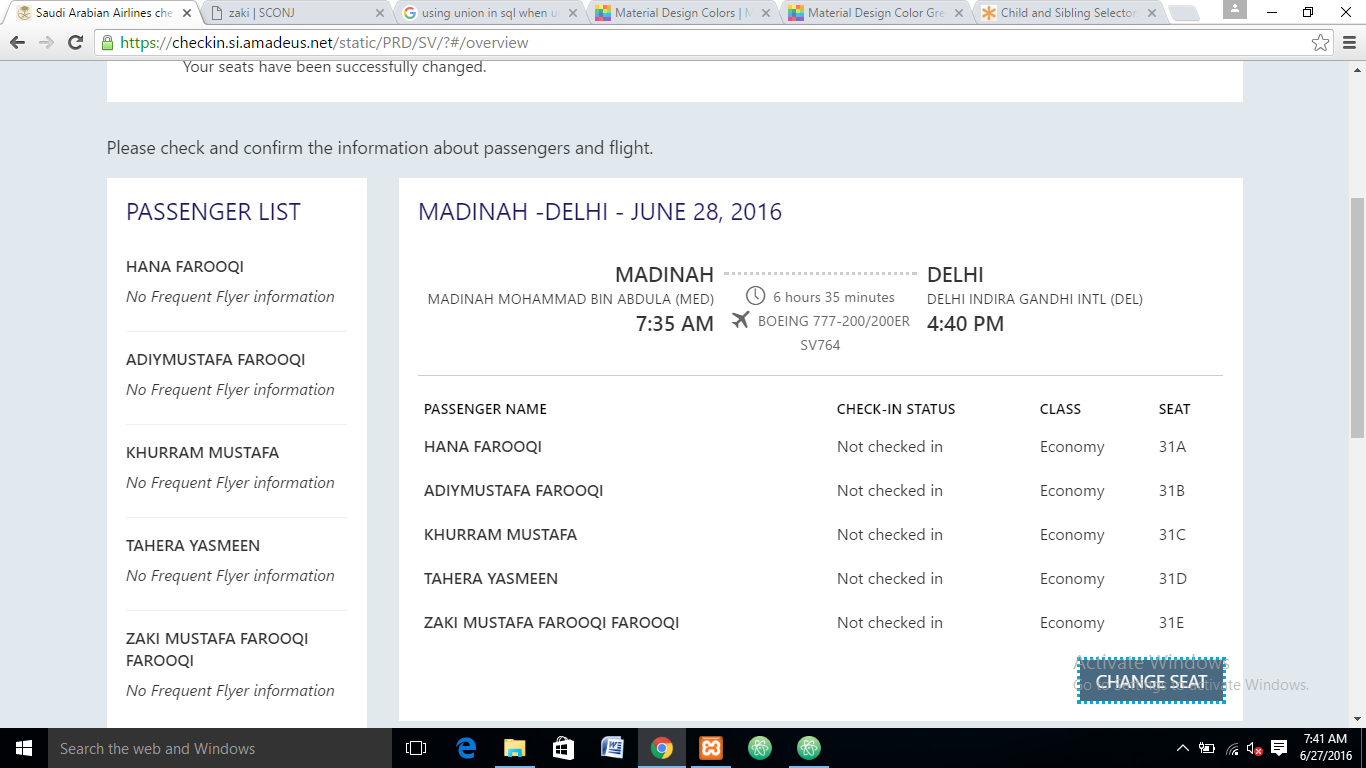 Saudi Arabian Airlines che
zaki | SCONJ
using union in sql when u
Material Design Colors | M
Material Design Color Gre
Child and Sibling Selector
https://checkin.si.amadeus.net/static/PRD/SV/?#/overview
Your seats have been successfully changed.
Please check and confirm the information about passengers and flight.
PASSENGER LIST
HANA FAROOQI
No Frequent Flyer information
ADIYMUSTAFA FAROOQI
No Frequent Flyer information
KHURRAM MUSTAFA
No Frequent Flyer information
TAHERA YASMEEN
No Frequent Flyer information
ZAKI MUSTAFA FAROOQI
FAROOQI
No Frequent Flyer information
MADINAH -DELHI - JUNE 28, 2016
MADINAH DELHI
MADINAH MOHAMMAD BIN ABDULA (MED) 6 hours 35 minutes DELHI INDIRA GANDHI INTL (DEL)
7:35 AM BOEING 777-200/200ER 4:40 PM
SV764
PASSENGER NAME CHECK-IN STATUS CLASS SEAT
HANA FAROOQI Not checked in Economy 31A
ADIYMUSTAFA FAROOQI Not checked in Economy 31B
KHURRAM MUSTAFA Not checked in Economy 31C
TAHERA YASMEEN Not checked in Economy 31D
ZAKI MUSTAFA FAROOQI FAROOQI Not checked in Economy 31E
Activate Windows
CHANGE SEAT
Go to Settings to activate Windows.
Search the web and Windows
7:41 AM
6/27/2016